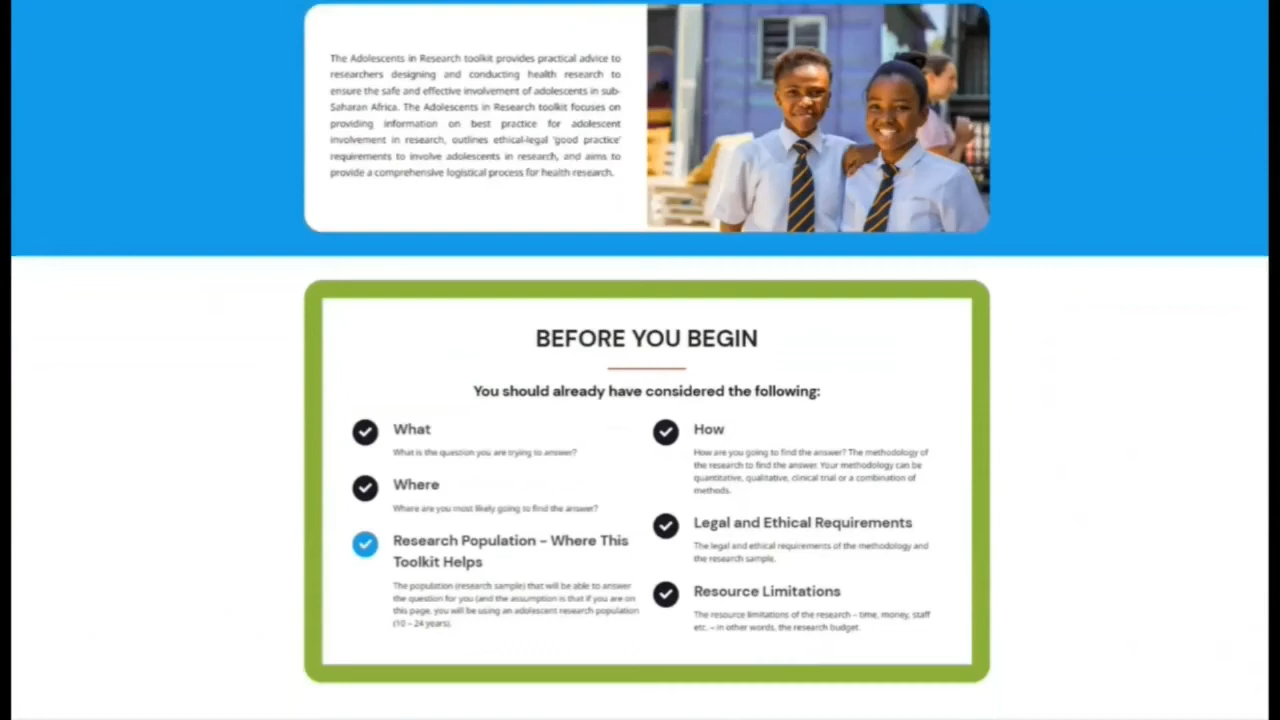 The Adolescents in Research toolkit provides practical advice to
researchers designing and conducting health research to
ensure the safe and effective involvement of adolescents in sub-
Saharan Africa. The Adolescents in Research toolkit focuses on
providing information on best practice for adolescent
involvement in research, outlines ethical-legal 'good practice'
requirements to involve adolescents in research, and aims to
provide a comprehensive logistical process for health research.
BEFORE YOU BEGIN
You should already have considered the following:
What
What is the question you are trying to answer?
Where
Where are you most likely going to find the answer?
Research Population – Where This
Toolkit Helps
The population (research sample) that will be able to answer
the question for you (and the assumption is that if you are on
this page, you will be using an adolescent research population
(10 – 24 years).
How
How are you going to find the answer? The methodology of
the research to find the answer. Your methodology can be
quantitative, qualitative, clinical trial or a combination of
methods.
Legal and Ethical Requirements
The legal and ethical requirements of the methodology and
the research sample.
Resource Limitations
The resource limitations of the research – time, money, staff
etc. – in other words, the research budget.